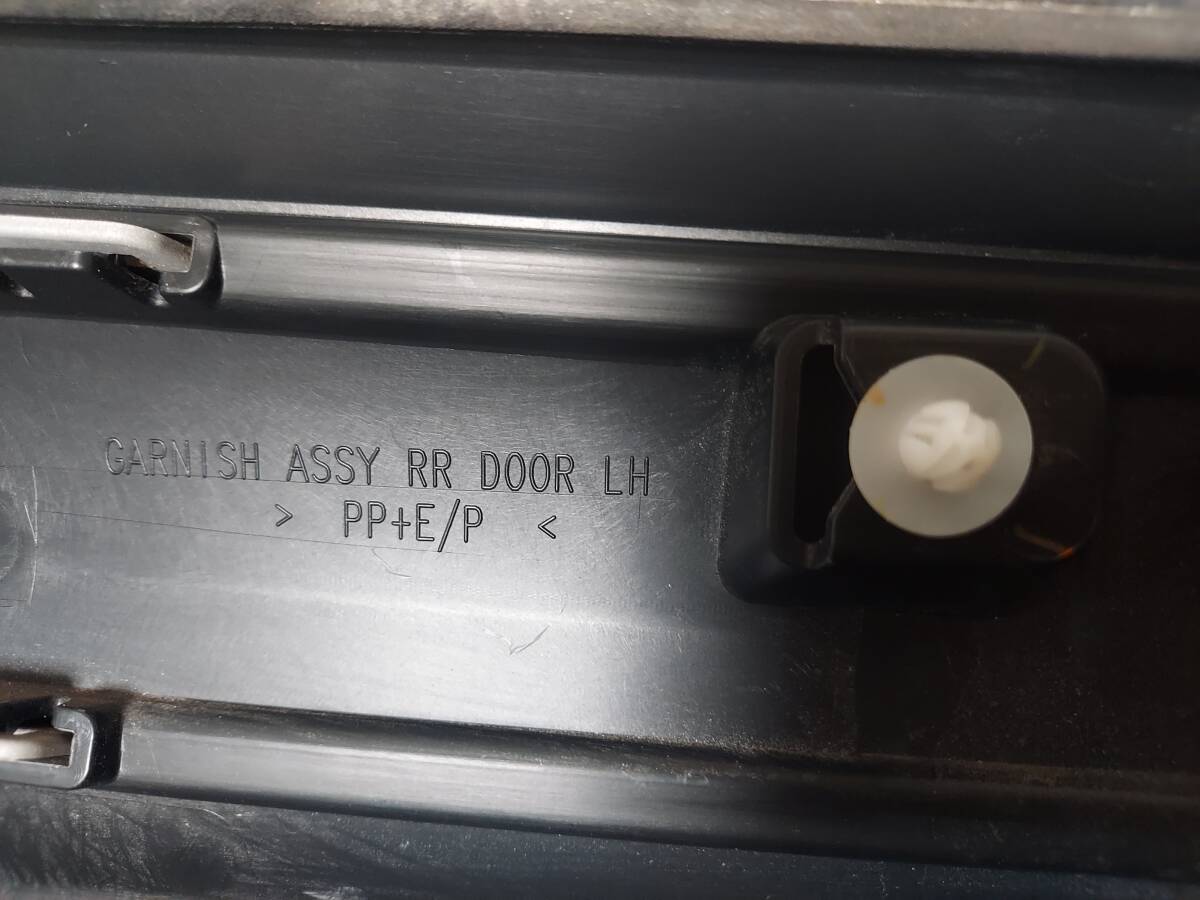 GARNISH ASSY RR DOOR LH
> PP+E/P <